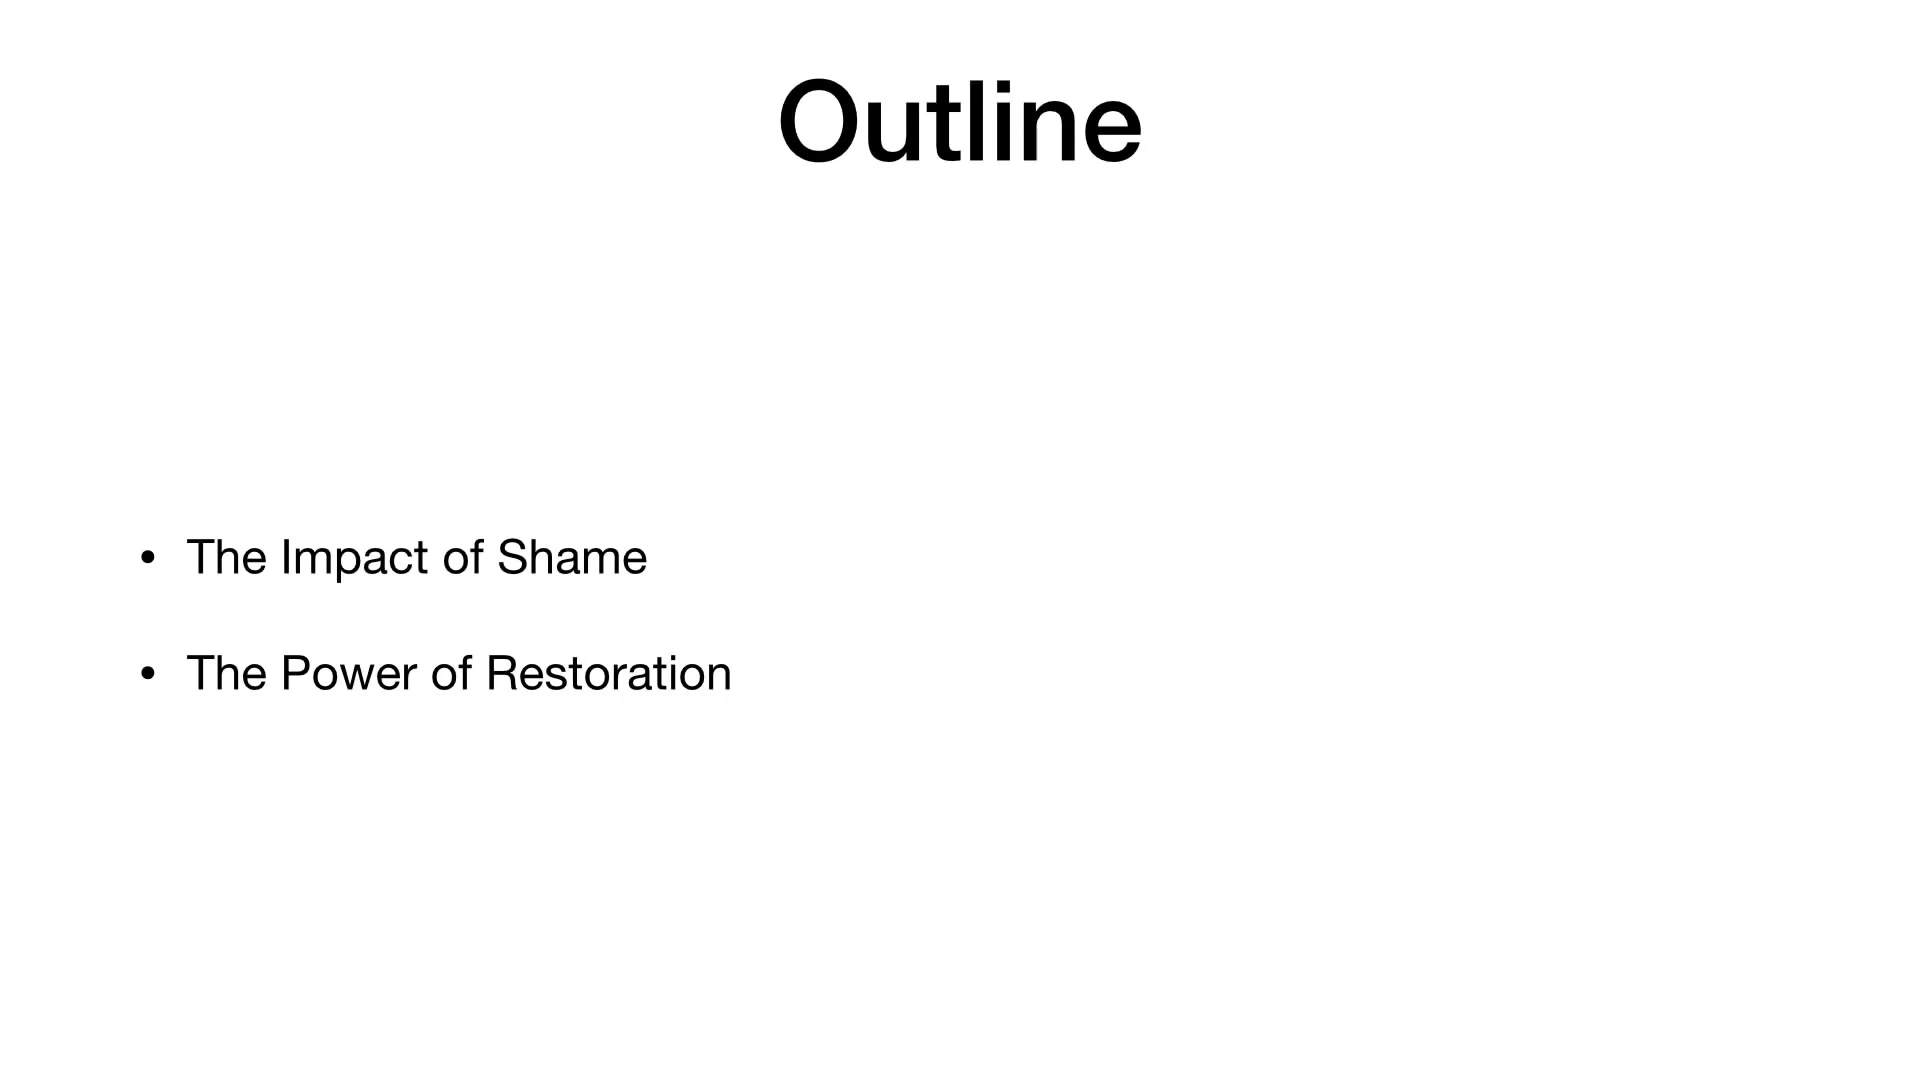 Outline
• The Impact of Shame
• The Power of Restoration